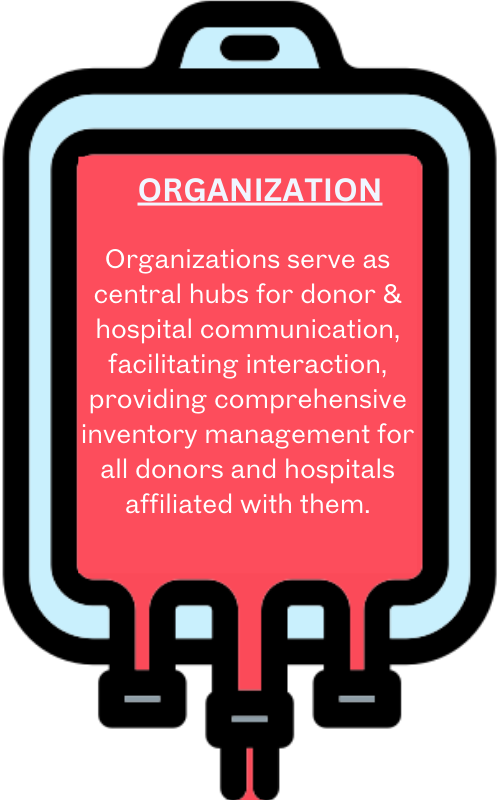 ORGANIZATION
Organizations serve as
central hubs for donor &
hospital communication,
facilitating interaction,
providing comprehensive
inventory management for
all donors and hospitals
affiliated with them.